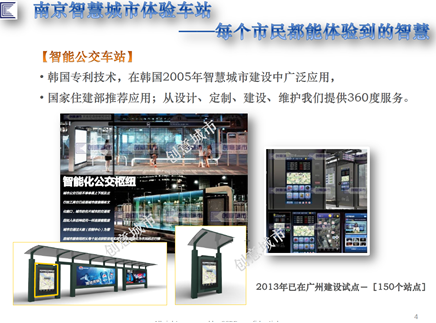 南京智慧城市体验车站
——每个市民都能体验到的智慧
【智能公交车站】
• 韩国专利技术，在韩国2005年智慧城市建设中广泛应用，
• 国家住建部推荐应用；从设计、定制、建设、维护我们提供360度服务。
创意城市
智能化公交枢纽
创意城市
创意城市
2013年已在广州建设试点－［150个站点］
4